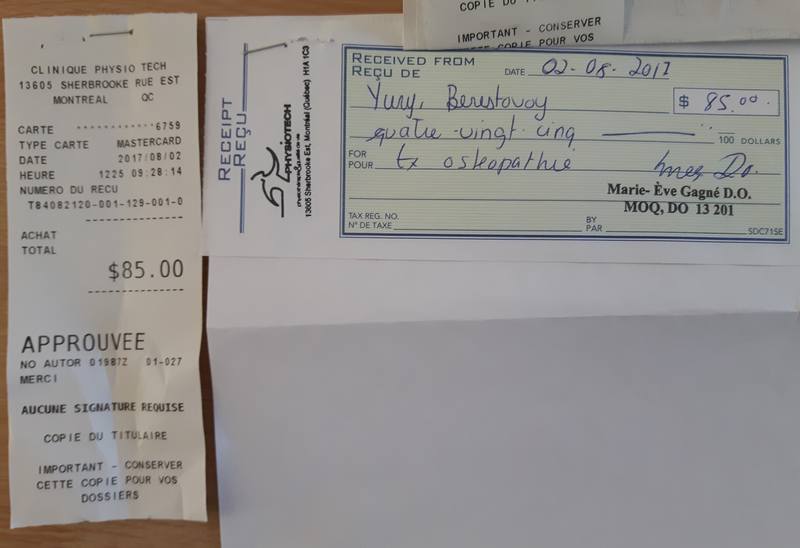 CLINIQUE PHYSIO TECH
13605 SHERBROOKE RUE EST
MONTREAL QC
CARTE ************6759
TYPE CARTE MASTERCARD
DATE 2017/08/02
HEURE 1225 09:28:14
NUMERO DU RECU
T84082120-001-129-001-0
ACHAT
TOTAL
$85.00
APPROUVEE
NO AUTOR 01987Z 01-027
MERCI
AUCUNE SIGNATURE REQUISE
COPIE DU TITULAIRE
IMPORTANT - CONSERVER
CETTE COPIE POUR VOS
DOSSIERS
COPIE DU TITULAIRE
IMPORTANT - CONSERVER
CETTE COPIE POUR VOS
RECEIPT
REÇU
PHYSIOTECH
13605 Sherbrooke Est, Montréal (Québec) H1A 1C3
RECEIVED FROM
REÇU DE
DATE 02-08-2017
Yury, Berestovoy
$ 85.00
quatre-vingt cinq
100 DOLLARS
FOR
POUR
tx osteopathie
D.O.
Marie- Ève Gagné D.O.
MOQ, DO 13 201
TAX REG. NO.
Nº DE TAXE
BY
PAR
SDC71SE